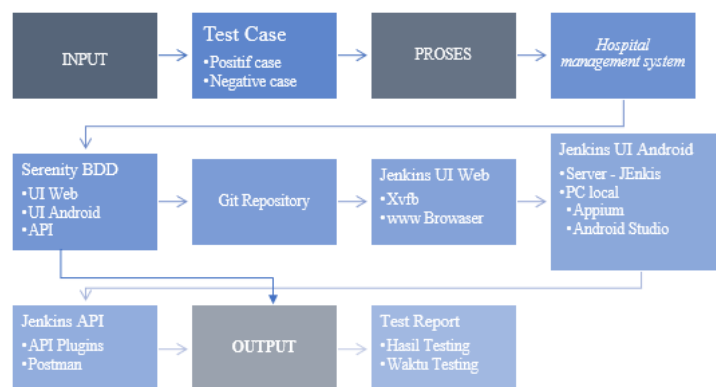 INPUT
Test Case
•Positif case
•Negative case
PROSES
Hospital
management system
Serenity BDD
•UI Web
•UI Android
•API
Git Repository
Jenkins UI Web
•Xvfb
•www Browaser
Jenkins UI Android
•Server - JEnkis
•PC local
•Appium
•Android Studio
Jenkins API
•API Plugins
•Postman
OUTPUT
Test Report
•Hasil Testing
•Waktu Testing